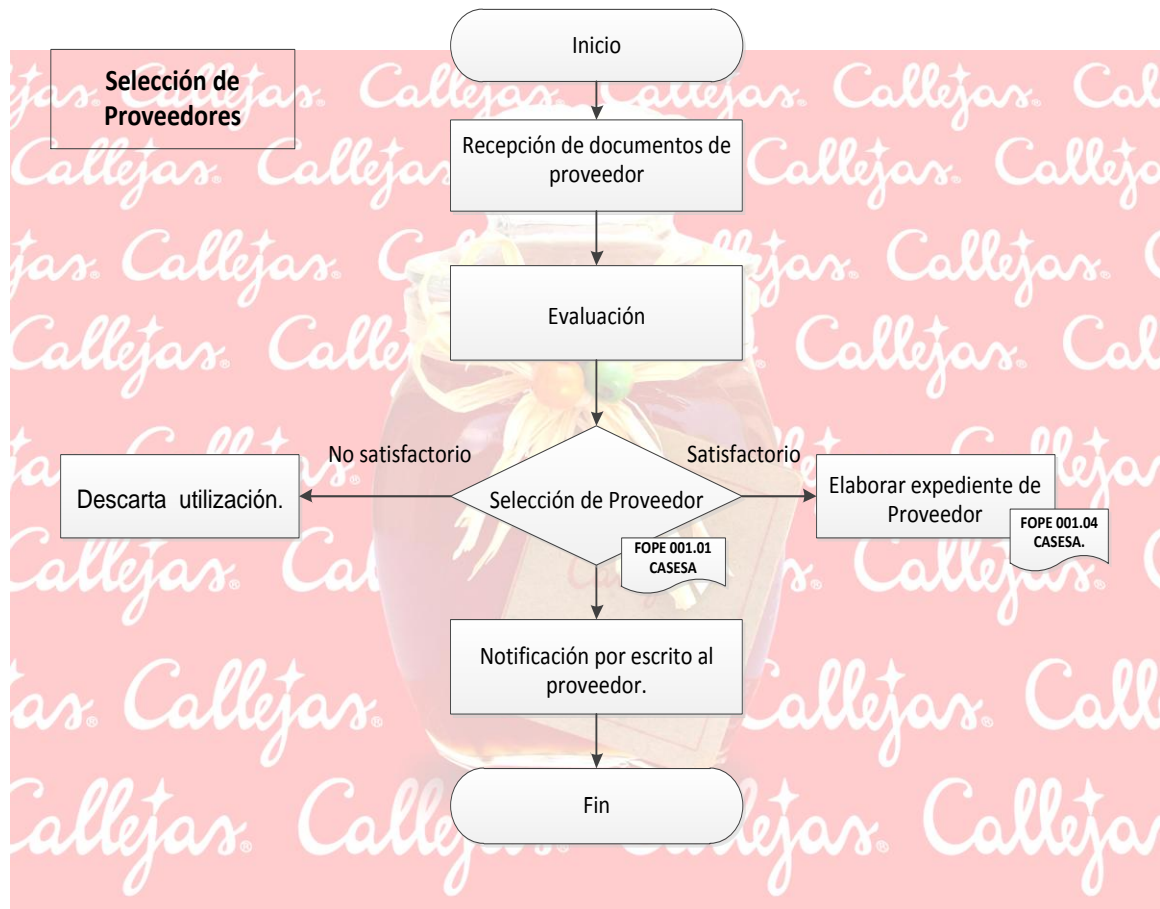 Inicio
Selección de
Proveedores
Recepción de documentos de
proveedor
Evaluación
No satisfactorio
Satisfactorio
Descarta utilización.
Selección de Proveedor
Elaborar expediente de
Proveedor
FOPE 001.04
CASESA.
FOPE 001.01
CASESA
Notificación por escrito al
proveedor.
Fin
Callejas®